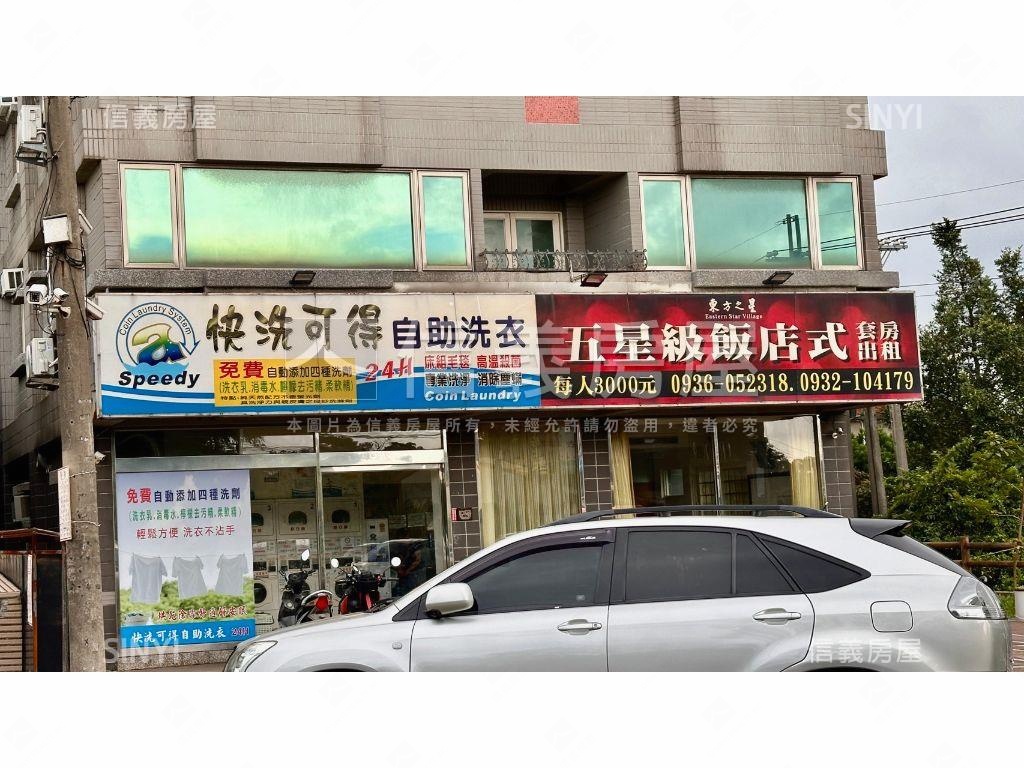 信義房屋
SINYI
Coin Laundry System
Speedy
快洗可得 自助洗衣
免費 自動添加四種洗劑
(洗衣乳.消毒水.檸檬去污精.柔軟精)
24H
床組毛毯 高溫殺菌
專業洗淨 消除塵蟎
Coin Laundry
東方之星
Eastern Star Village
五星級飯店式 套房出租
每人3000元 0936-052318. 0932-104179
信義房屋
本圖片為信義房屋所有，未經允許請勿盜用，違者必究
免費 自動添加四種洗劑
(洗衣乳.消毒水.檸檬去污精.柔軟精)
輕鬆方便 洗衣不沾手
快洗可得自助洗衣 24H
SINYI
信義房屋